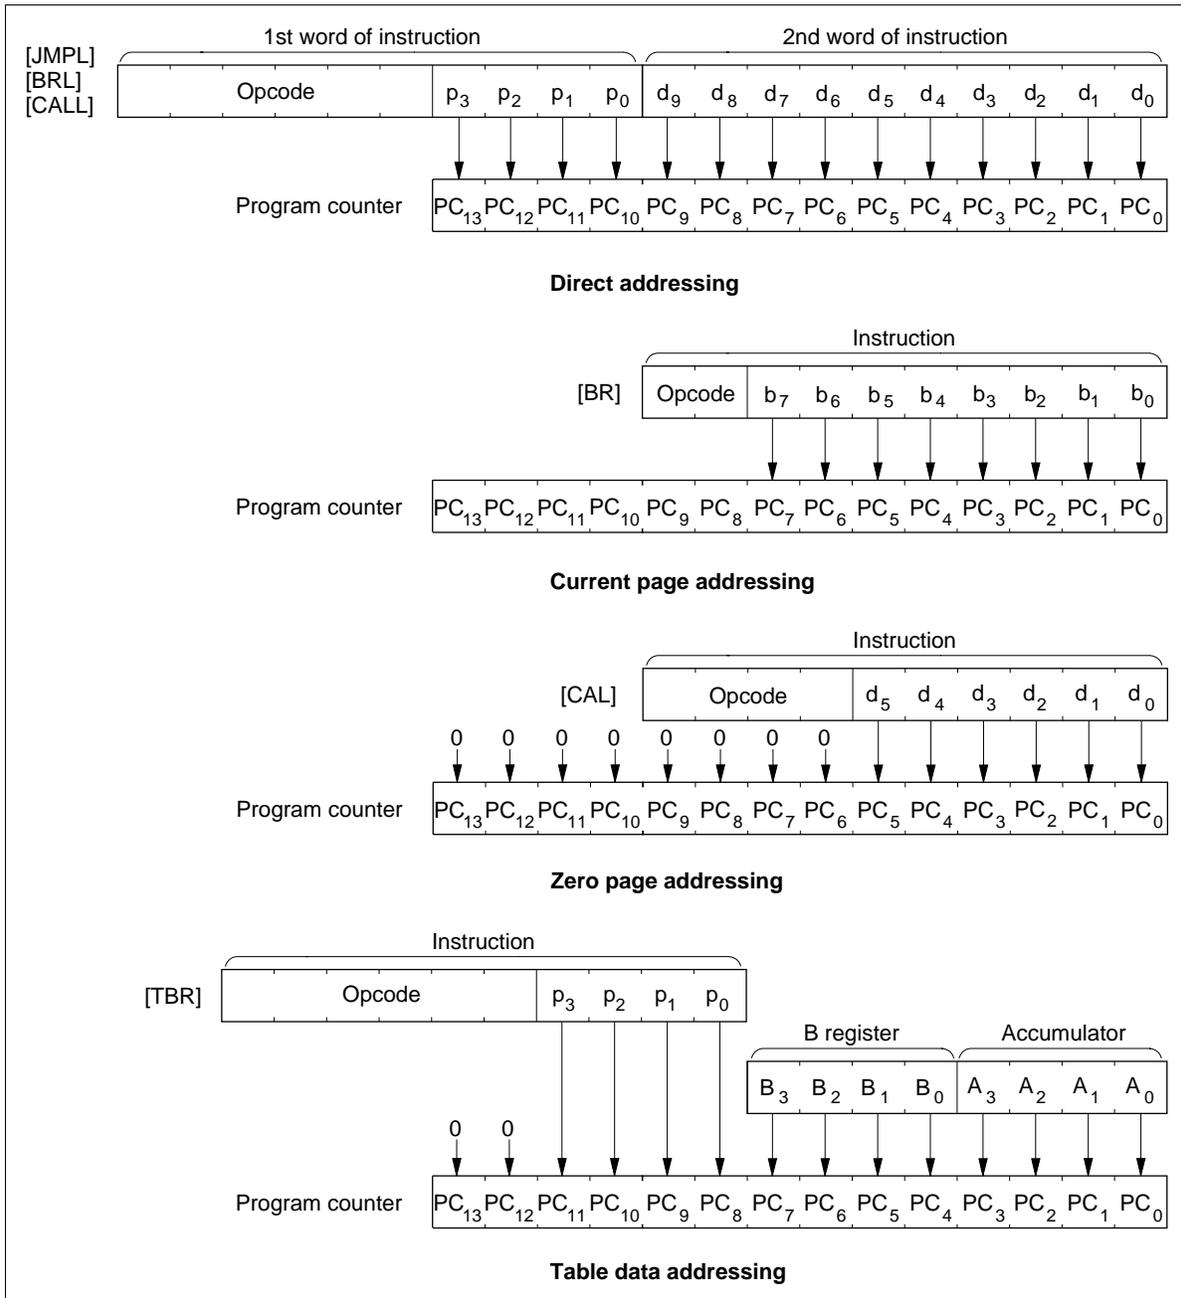 1st word of instruction 2nd word of instruction
[JMPL]
[BRL]
[CALL]
Opcode p3 p2 p1 p0 d9 d8 d7 d6 d5 d4 d3 d2 d1 d0
Program counter PC13 PC12 PC11 PC10 PC9 PC8 PC7 PC6 PC5 PC4 PC3 PC2 PC1 PC0
Direct addressing
Instruction
[BR] Opcode b7 b6 b5 b4 b3 b2 b1 b0
Program counter PC13 PC12 PC11 PC10 PC9 PC8 PC7 PC6 PC5 PC4 PC3 PC2 PC1 PC0
Current page addressing
Instruction
[CAL] Opcode d5 d4 d3 d2 d1 d0
0 0 0 0 0 0 0 0
Program counter PC13 PC12 PC11 PC10 PC9 PC8 PC7 PC6 PC5 PC4 PC3 PC2 PC1 PC0
Zero page addressing
Instruction
[TBR] Opcode p3 p2 p1 p0
B register Accumulator
B3 B2 B1 B0 A3 A2 A1 A0
0 0
Program counter PC13 PC12 PC11 PC10 PC9 PC8 PC7 PC6 PC5 PC4 PC3 PC2 PC1 PC0
Table data addressing